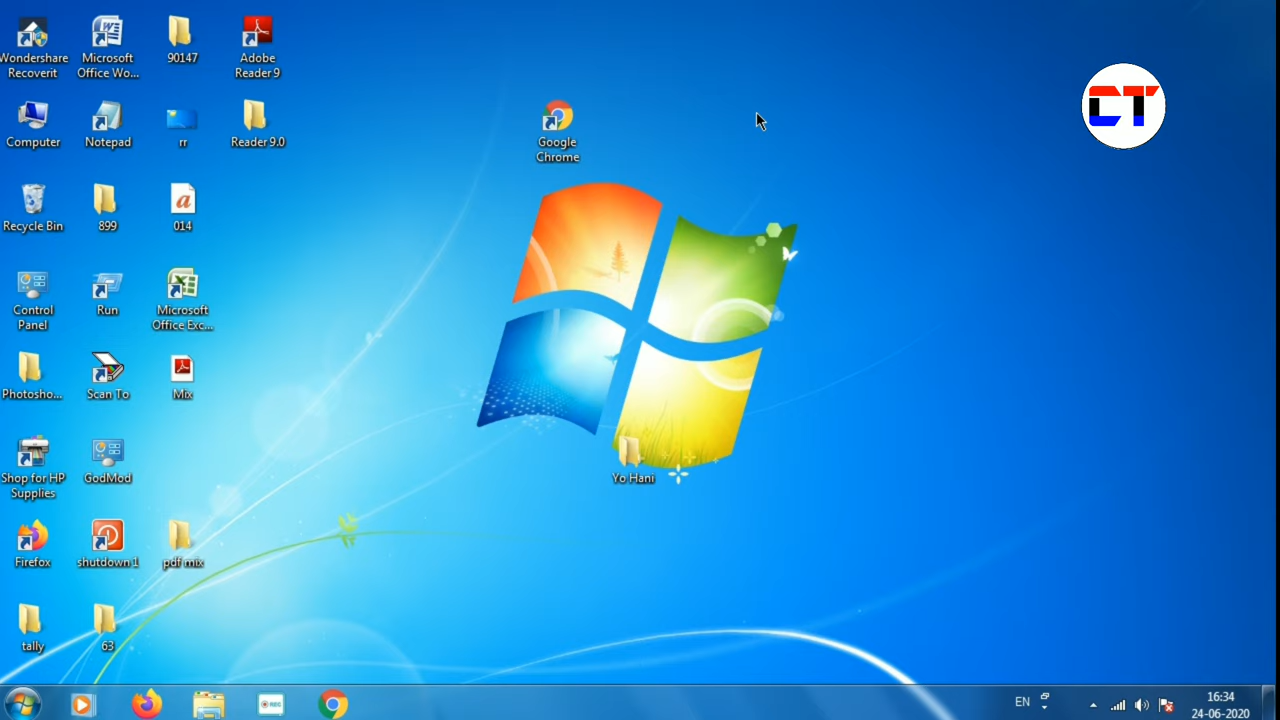 Wondershare
Recoverit
Microsoft
Office Wo...
90147
Adobe
Reader 9
Computer
Notepad
rr
Reader 9.0
Google
Chrome
CT
Recycle Bin
899
014
Control
Panel
Run
Microsoft
Office Exc...
Photosho...
Scan To
Mix
Shop for HP
Supplies
GodMod
Yo Hani
Firefox
shutdown 1
pdf mix
tally
63
REC
EN
16:34
24-06-2020